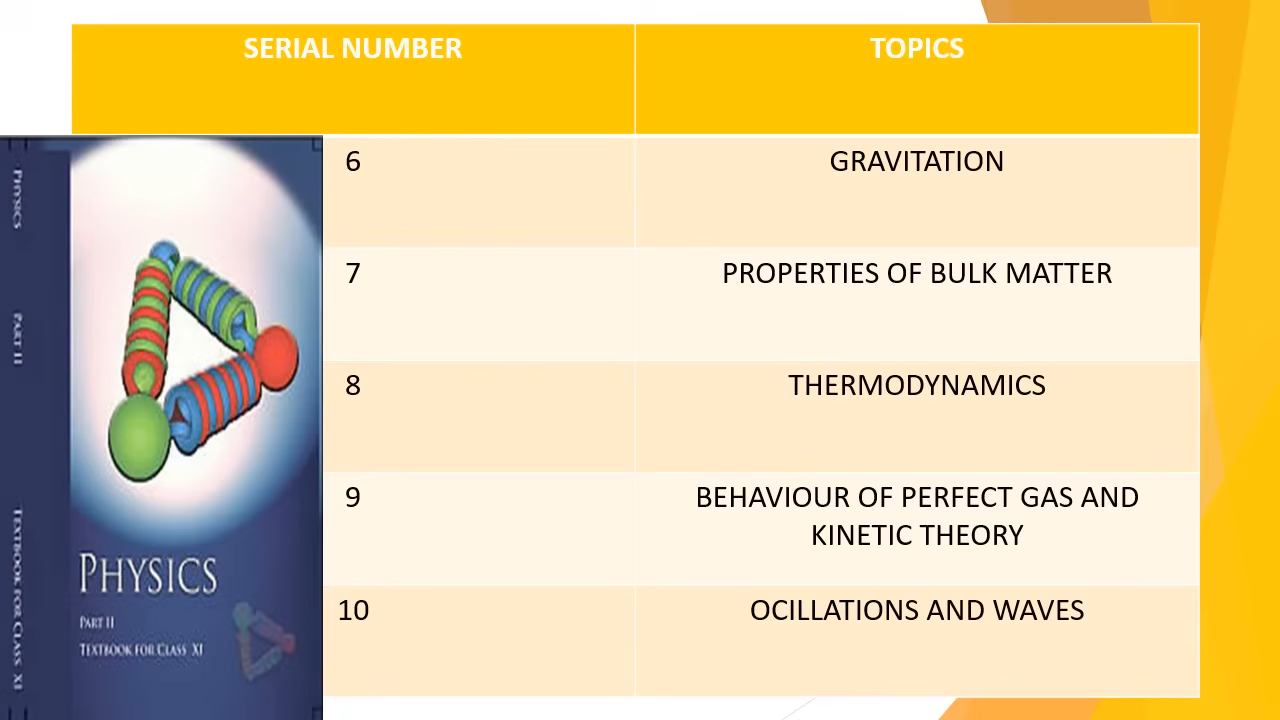 SERIAL NUMBER TOPICS
6 GRAVITATION
7 PROPERTIES OF BULK MATTER
8 THERMODYNAMICS
9 BEHAVIOUR OF PERFECT GAS AND
KINETIC THEORY
10 OCILLATIONS AND WAVES
PHYSICS
PART II
TEXTBOOK FOR CLASS XI
PHYSICS
PART II
TEXTBOOK FOR CLASS XI